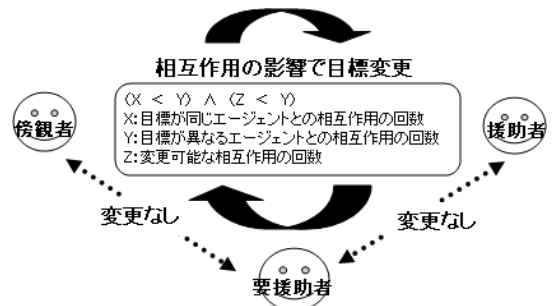 相互作用の影響で目標変更
(X < Y) ∧ (Z < Y)
X:目標が同じエージェントとの相互作用の回数
Y:目標が異なるエージェントとの相互作用の回数
Z:変更可能な相互作用の回数
傍観者
援助者
変更なし
変更なし
要援助者